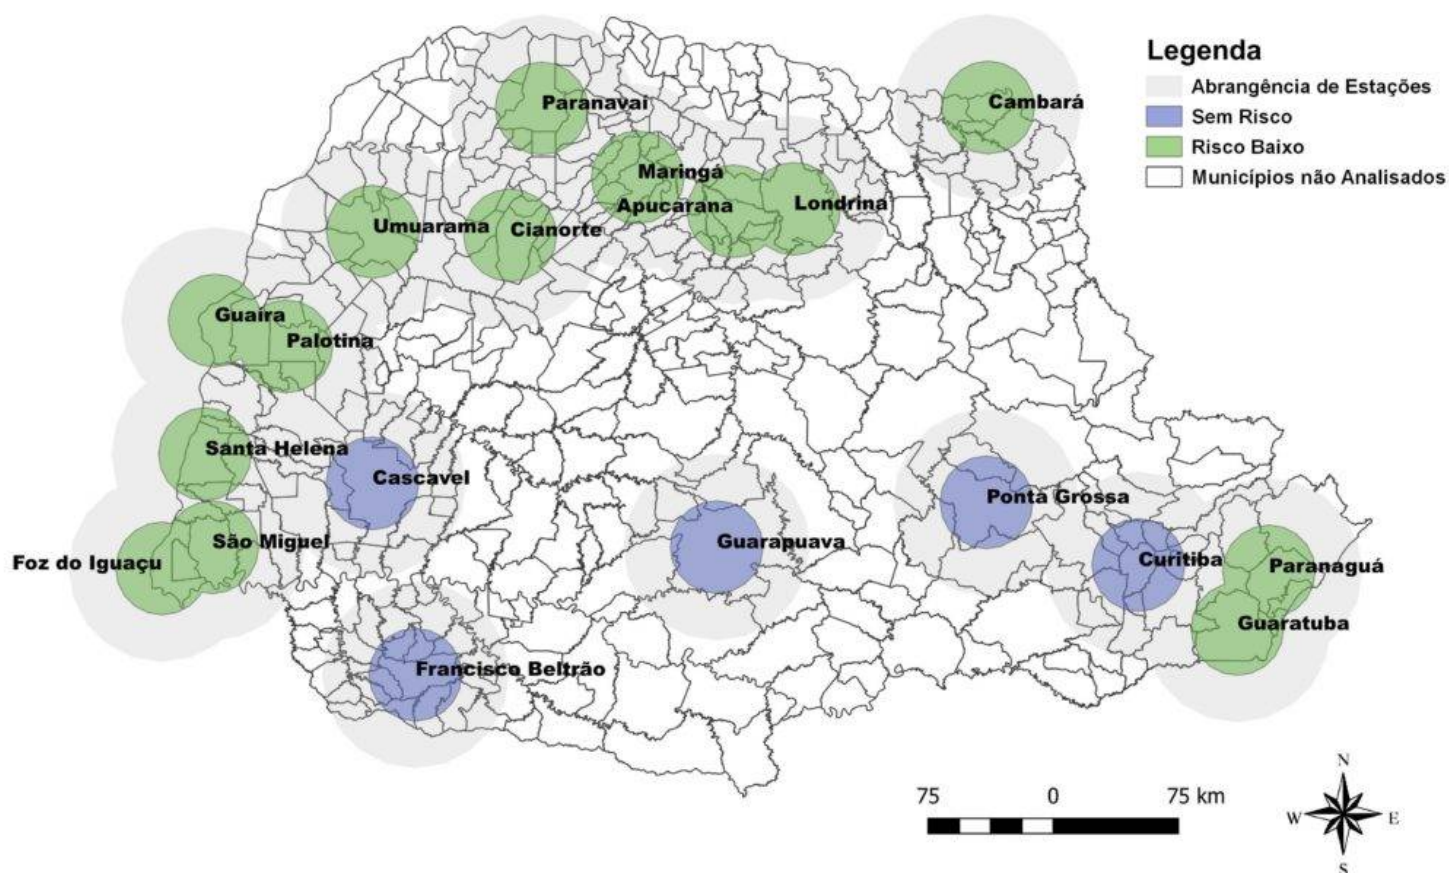 Legenda
Abrangência de Estações
Sem Risco
Risco Baixo
Municípios não Analisados
Paranavaí
Cambará
Maringá
Apucarana
Londrina
Umuarama
Cianorte
Guaíra
Palotina
Santa Helena
Cascavel
Ponta Grossa
São Miguel
Guarapuava
Foz do Iguaçu
Curitiba
Paranaguá
Guaratuba
Francisco Beltrão
75 0 75 km
N
W E
S